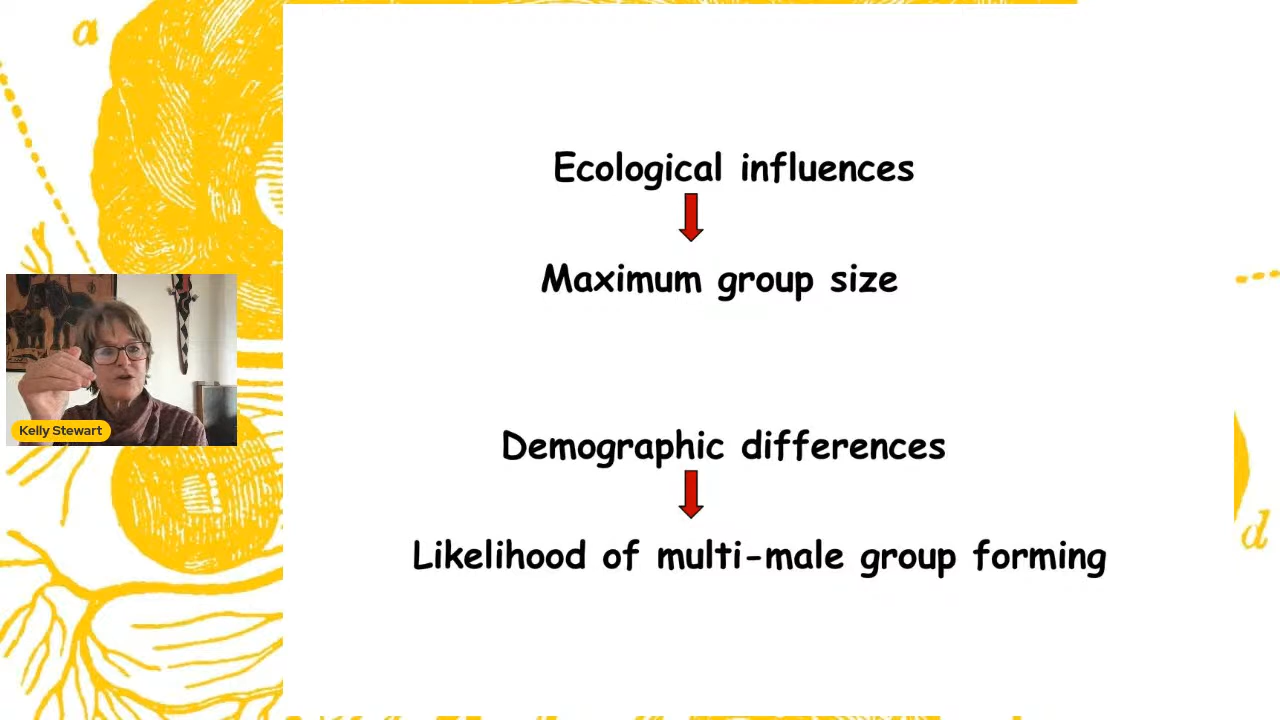 a
Ecological influences
Maximum group size
Kelly Stewart
Demographic differences
d
Likelihood of multi-male group forming